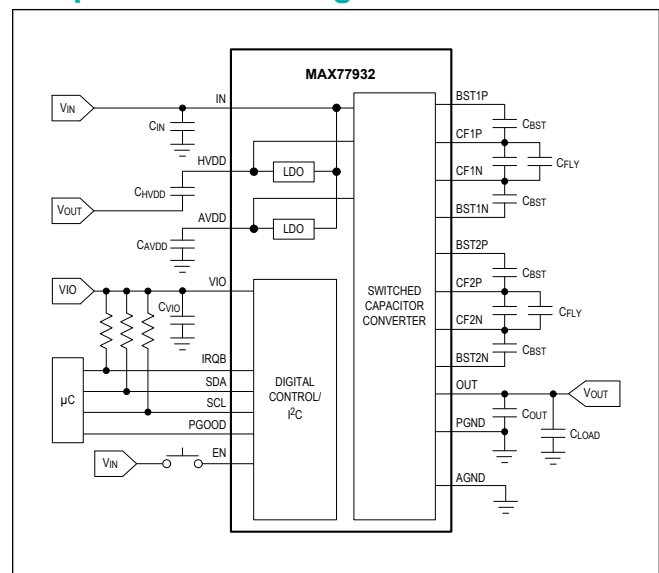 MAX77932
VIN
IN
CIN
HVDD
LDO
CHVDD
VOUT
AVDD
LDO
CAVDD
VIO
VIO
CVIO
IRQB
SDA
SCL
PGOOD
µC
DIGITAL
CONTROL/
I2C
VIN
EN
SWITCHED
CAPACITOR
CONVERTER
BST1P
CBST
CF1P
CFLY
CF1N
CBST
BST1N
BST2P
CBST
CF2P
CFLY
CF2N
CBST
BST2N
OUT
VOUT
COUT
PGND
CLOAD
AGND